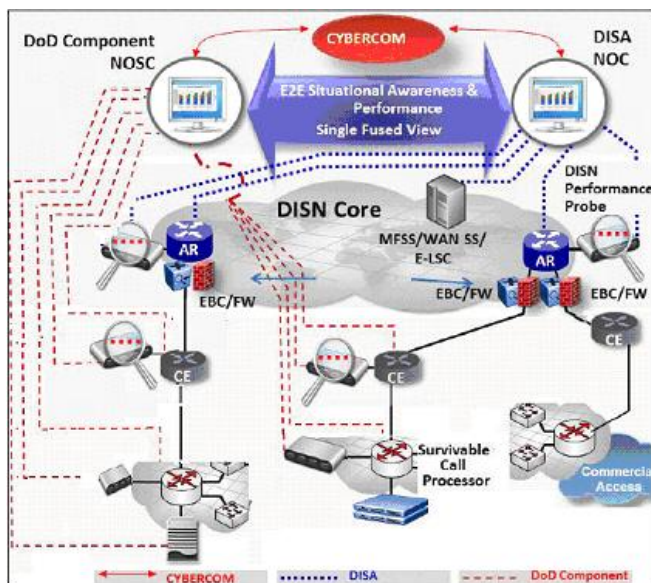 DoD Component
NOSC
CYBERCOM
DISA
NOC
E2E Situational Awareness &
Performance
Single Fused View
DISN
Performance
Probe
DISN Core
MFSS/WAN SS/
E-LSC
AR
AR
EBC/FW
EBC/FW
EBC/FW
CE
CE
CE
Survivable
Call
Processor
Commercia
Access
CYBERCOM
DISA
DoD Component